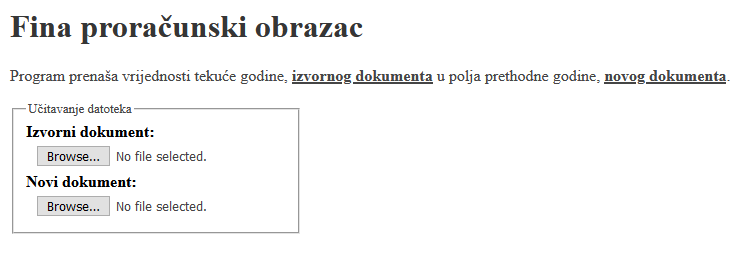 Fina proračunski obrazac
Program prenaša vrijednosti tekuće godine, izvornog dokumenta u polja prethodne godine, novog dokumenta.
Učitavanje datoteka
Izvorni dokument:
Browse... No file selected.
Novi dokument:
Browse... No file selected.